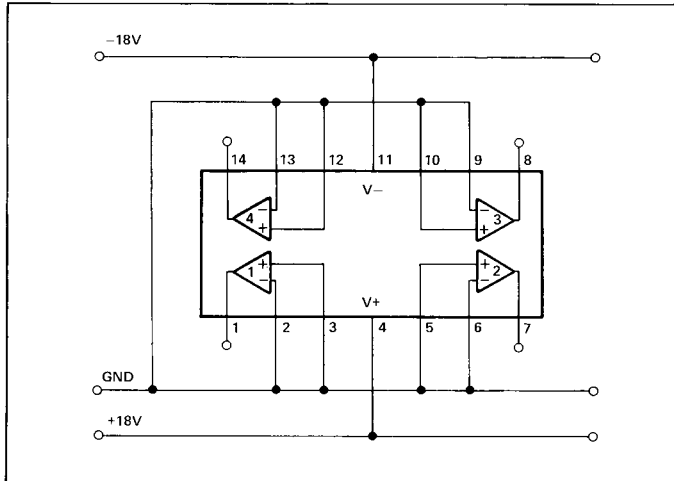 −18V
14 13 12 11 10 9 8
V−
− 4 +
− 3 +
+ 1 −
+ 2 −
V+
1 2 3 4 5 6 7
GND
+18V